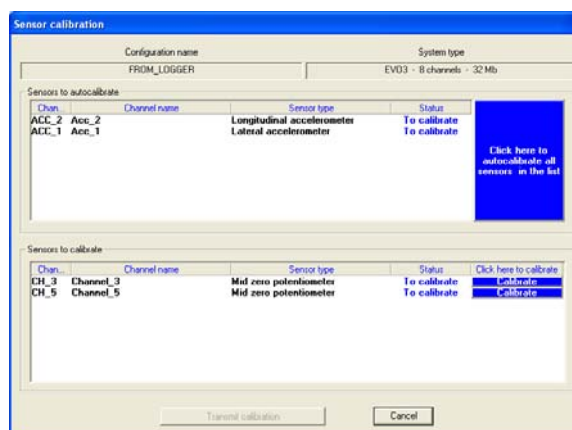 Sensor calibration
Configuration name System type
FROM_LOGGER EVO3 - 8 channels - 32 Mb
Sensors to autocalibrate
Chan... Channel name Sensor type Status
ACC_2 Acc_2 Longitudinal accelerometer To calibrate
ACC_1 Acc_1 Lateral accelerometer To calibrate
Click here to
autocalibrate all
sensors in the list
Sensors to calibrate
Chan... Channel name Sensor type Status Click here to calibrate
CH_3 Channel_3 Mid zero potentiometer To calibrate Calibrate
CH_5 Channel_5 Mid zero potentiometer To calibrate Calibrate
Transmit calibration Cancel